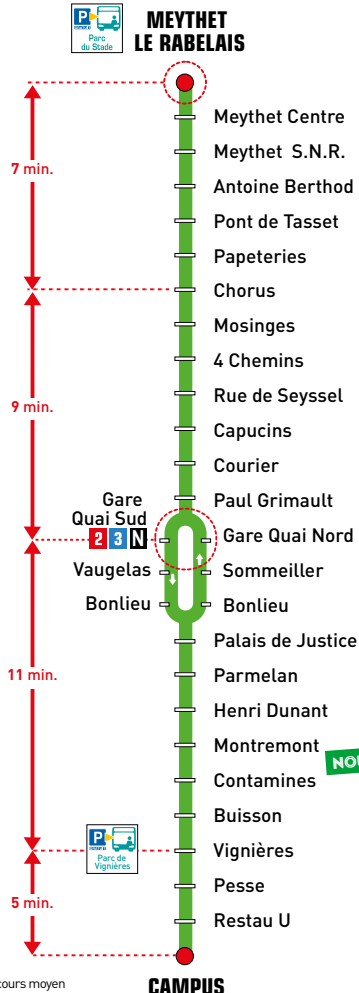 MEYTHET
LE RABELAIS
P
Parc
du Stade
Meythet Centre
Meythet S.N.R.
7 min.
Antoine Berthod
Pont de Tasset
Papeteries
Chorus
Mosinges
4 Chemins
9 min.
Rue de Seyssel
Capucins
Courier
Paul Grimault
Gare
Quai Sud
2 3 N
Gare Quai Nord
Vaugelas
Sommeiller
Bonlieu
Bonlieu
Palais de Justice
11 min.
Parmelan
Henri Dunant
Montremont
NOU
Contamines
Buisson
P
Parc de
Vignières
Vignières
5 min.
Pesse
Restau U
cours moyen
CAMPUS